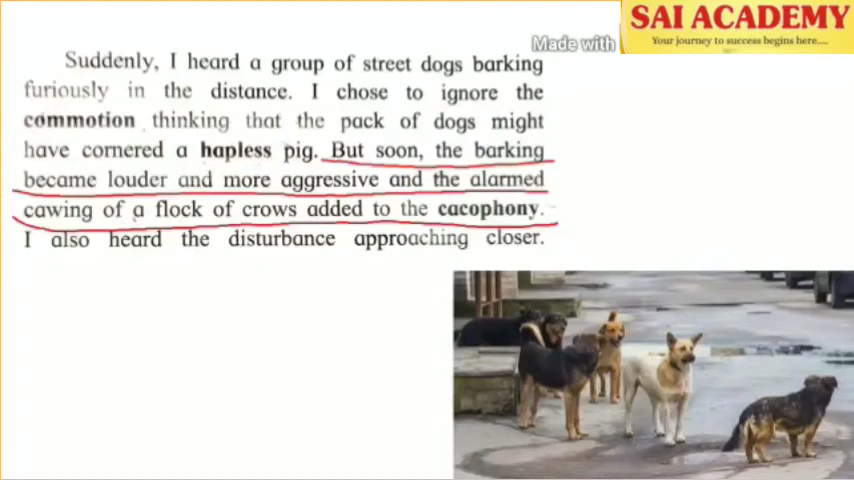 Made with
SAI ACADEMY
Your journey to success begins here....
Suddenly, I heard a group of street dogs barking
furiously in the distance. I chose to ignore the
commotion thinking that the pack of dogs might
have cornered a hapless pig. But soon, the barking
became louder and more aggressive and the alarmed
cawing of a flock of crows added to the cacophony.
I also heard the disturbance approaching closer.